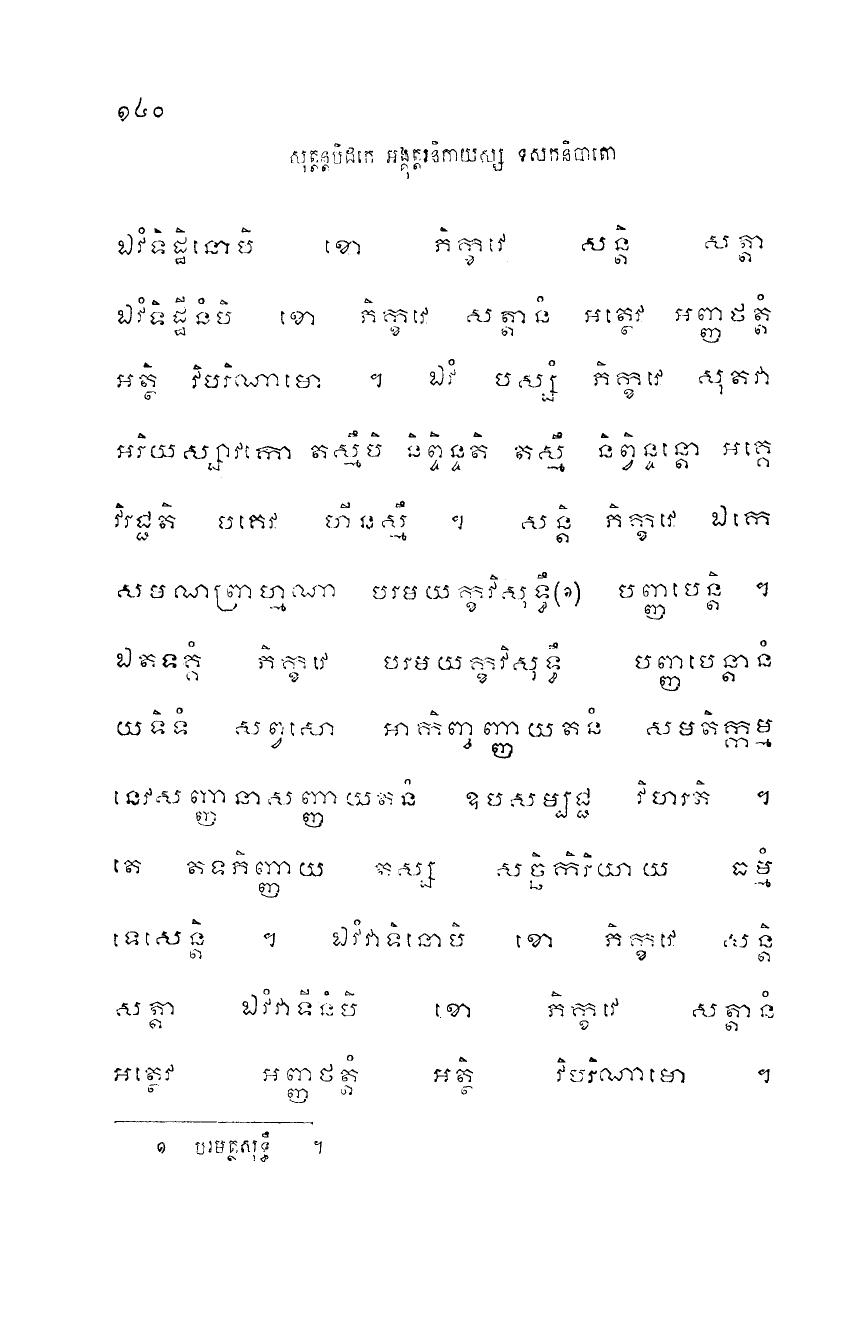 ១៤០
សុត្តន្តបិដកេ អង្គុត្តរនិកាយស្ស ទសកនិបាតោ
ឯវំទិដ្ឋិនោបិ ខោ ភិក្ខវេ សន្តិ សត្តា
ឯវំទិដ្ឋីនំបិ ខោ ភិក្ខវេ សត្តានំ អត្ថេវ អញ្ញថត្តំ
អត្ថិ វិបរិណាមោ ។ ឯវំ បស្សំ ភិក្ខវេ សុតវា
អរិយស្សាវកោ តស្មឹបិ និព្ពិន្ទតិ តស្មឹ និព្វិន្ទន្តោ អគ្គេ
វិរជ្ជតិ បគេវ ហីនស្មឹ ។ សន្តិ ភិក្ខវេ ឯកេ
សមណព្រាហ្មណា បរមយក្ខវិសុទ្ធឹ(១) បញ្ញបេន្តិ ។
ឯតទគ្គំ ភិក្ខវេ បរមយក្ខវិសុទ្ធឹ បញ្ញបេន្តានំ
យទិទំ សព្វសោ អាកិញ្ចញ្ញាយតនំ សមតិក្កម្ម
នេវសញ្ញានាសញ្ញាយតនំ ឧបសម្បជ្ជ វិហរតិ ។
តេ តទភិញ្ញាយ តស្ស សច្ឆិកិរិយាយ ធម្មំ
ទេសេន្តិ ។ ឯវំវាទិនោបិ ខោ ភិក្ខវេ សន្តិ
សត្តា ឯវំវាទីនំបិ ខោ ភិក្ខវេ សត្តានំ
អត្ថេវ អញ្ញថត្តំ អត្ថិ វិបរិណាមោ ។
១ បរមត្ថសុទ្ធឹ ។